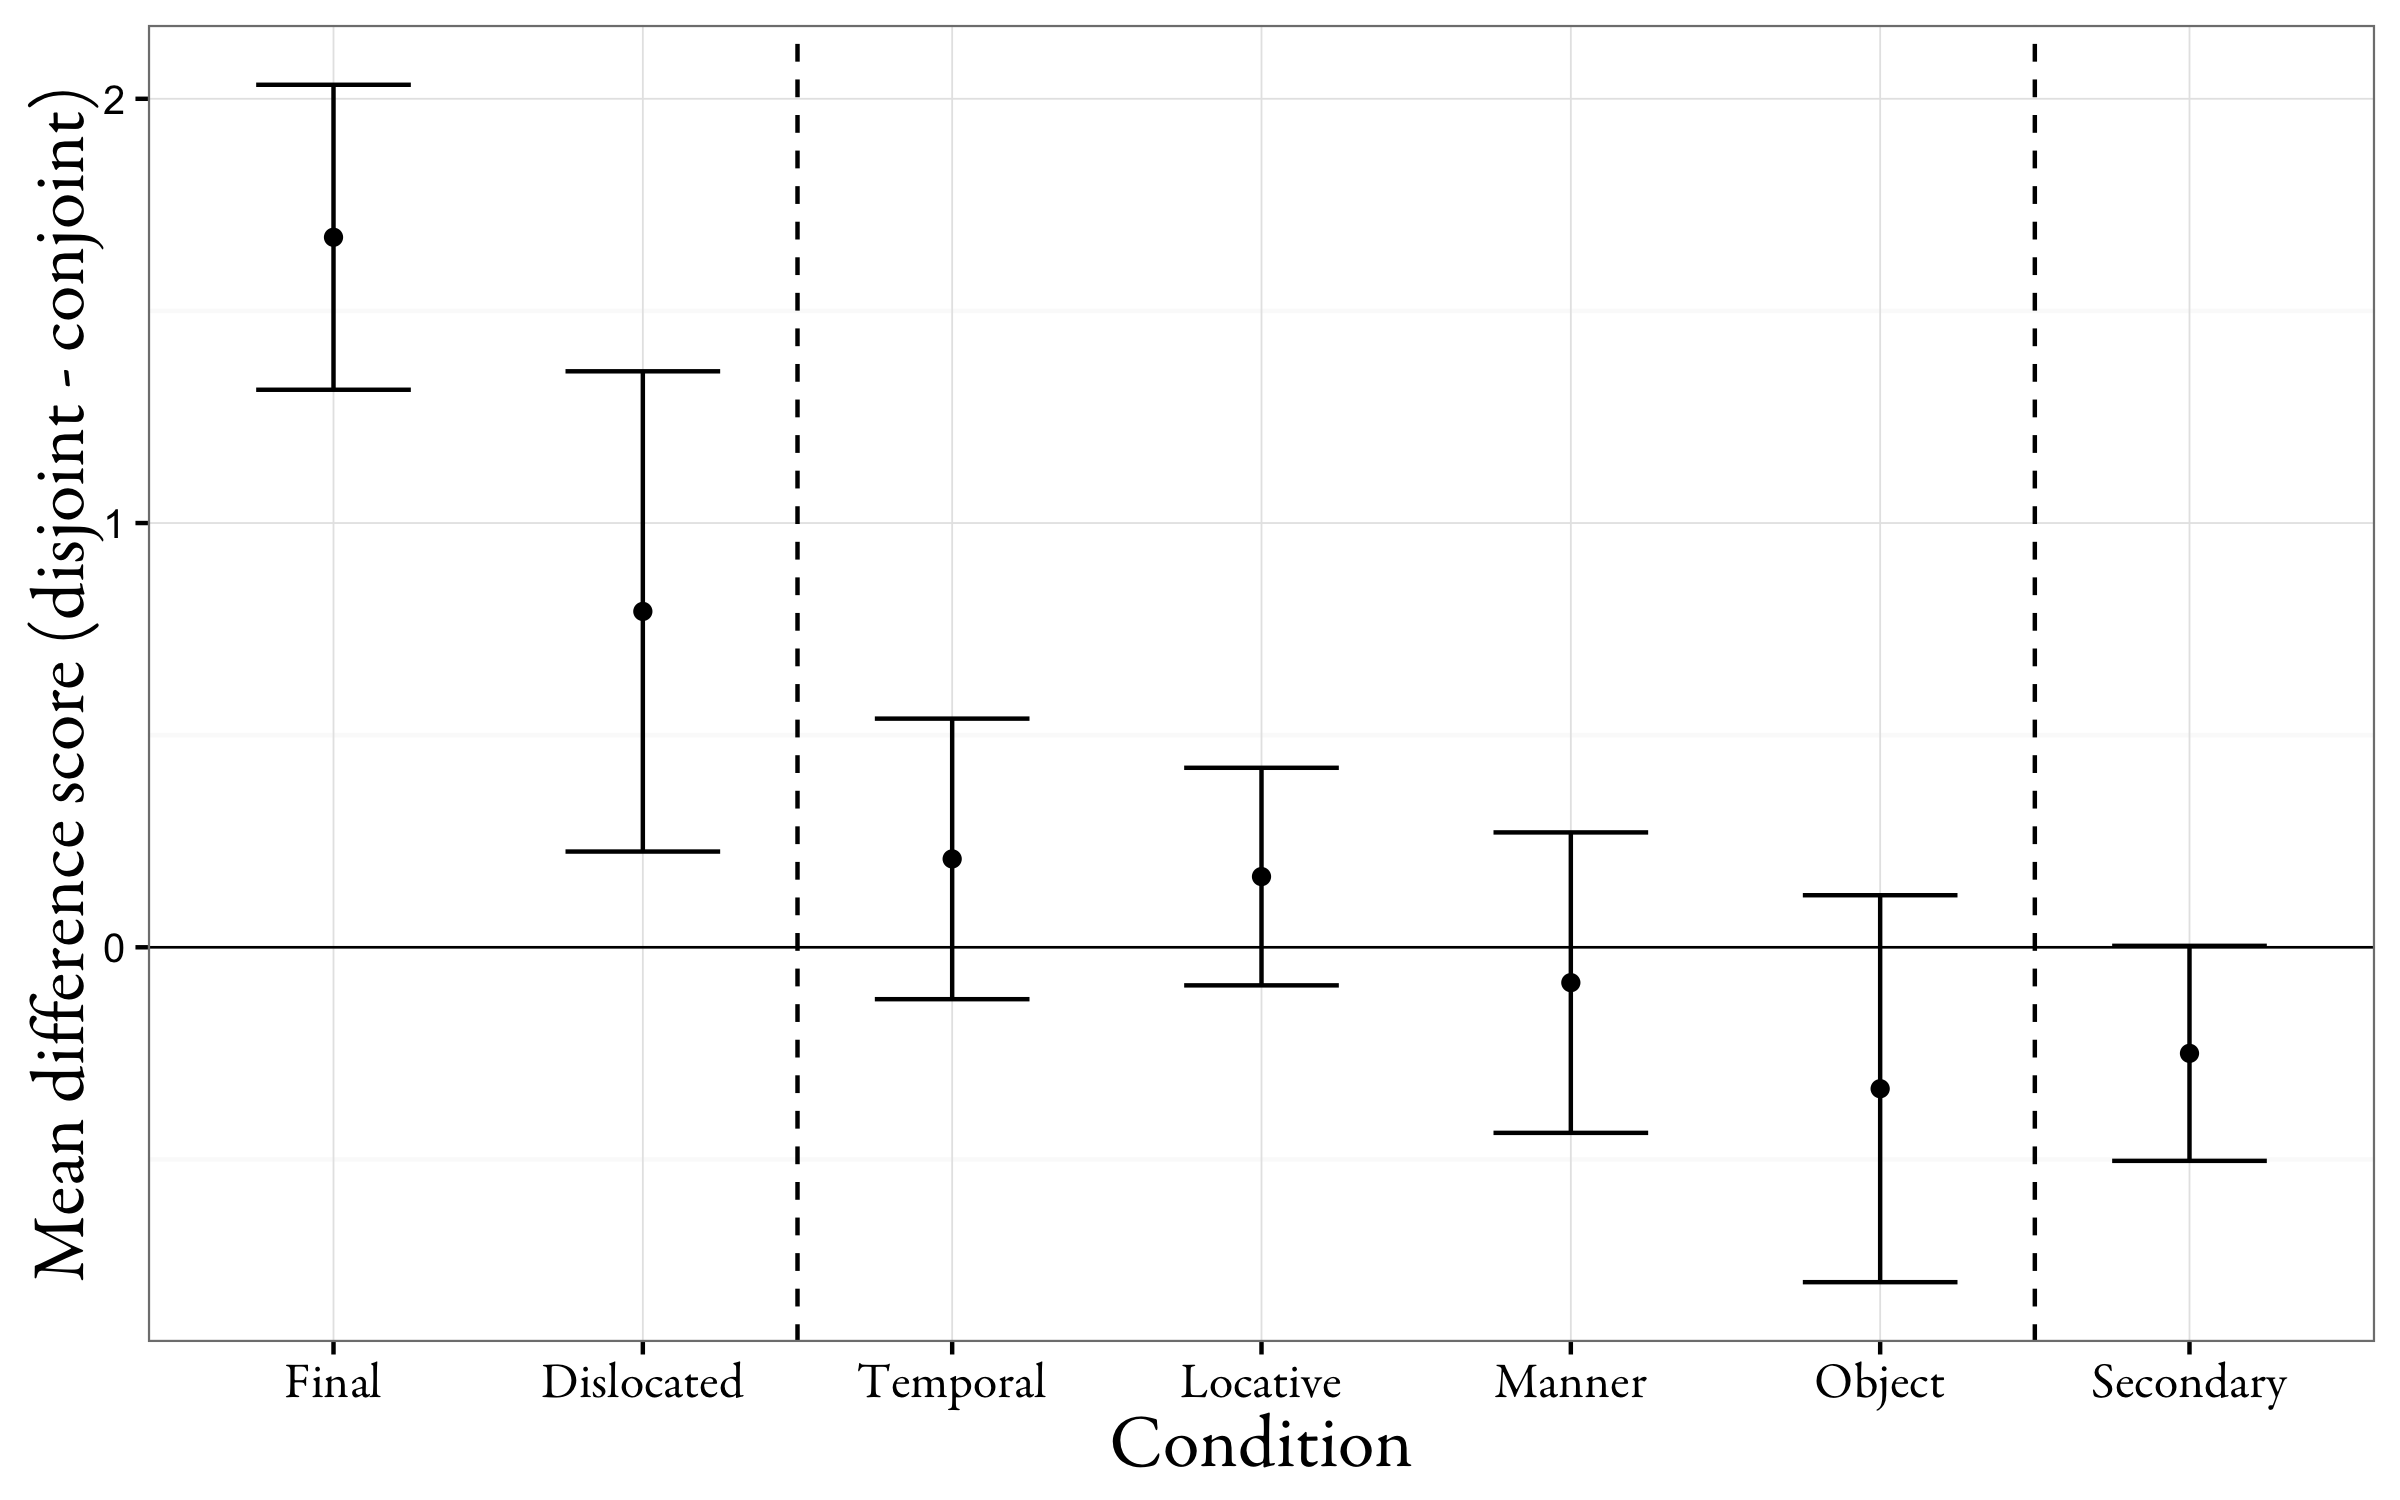 Mean difference score (disjoint - conjoint)
2
1
0
Final Dislocated Temporal Locative Manner Object Secondary
Condition